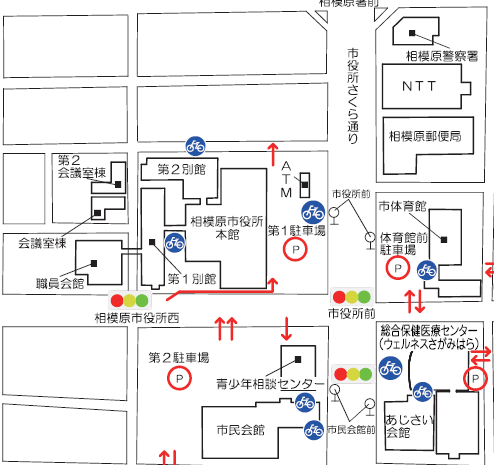 相模原署前
相模原警察署
市役所さくら通り
NTT
相模原郵便局
第2
会議室棟
第2別館
ATM
市役所前
相模原市役所
本館
第1駐車場
P
市体育館
体育館前
駐車場
P
会議室棟
職員会館
第1別館
相模原市役所西
市役所前
総合保健医療センター
(ウェルネスさがみはら)
第2駐車場
P
青少年相談センター
P
市民会館
市民会館前
あじさい
会館